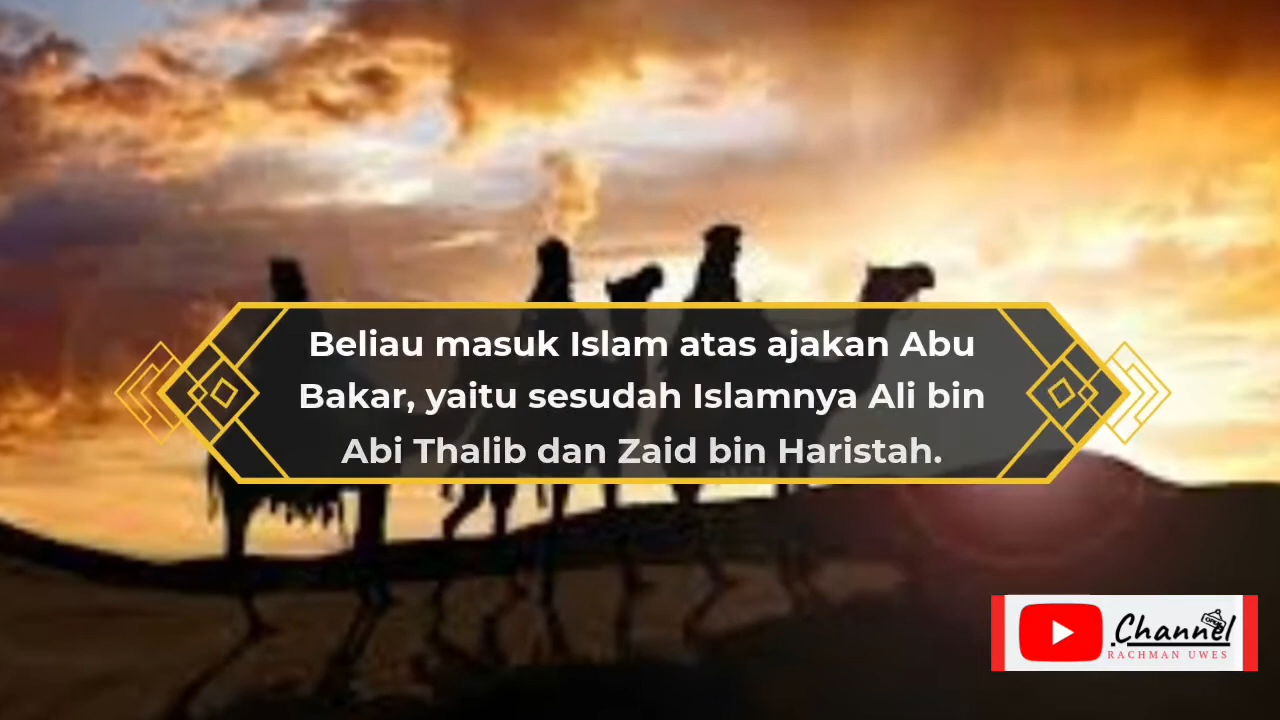 Beliau masuk Islam atas ajakan Abu
Bakar, yaitu sesudah Islamnya Ali bin
Abi Thalib dan Zaid bin Haristah.
Channel
OPEN
RACHMAN UWES